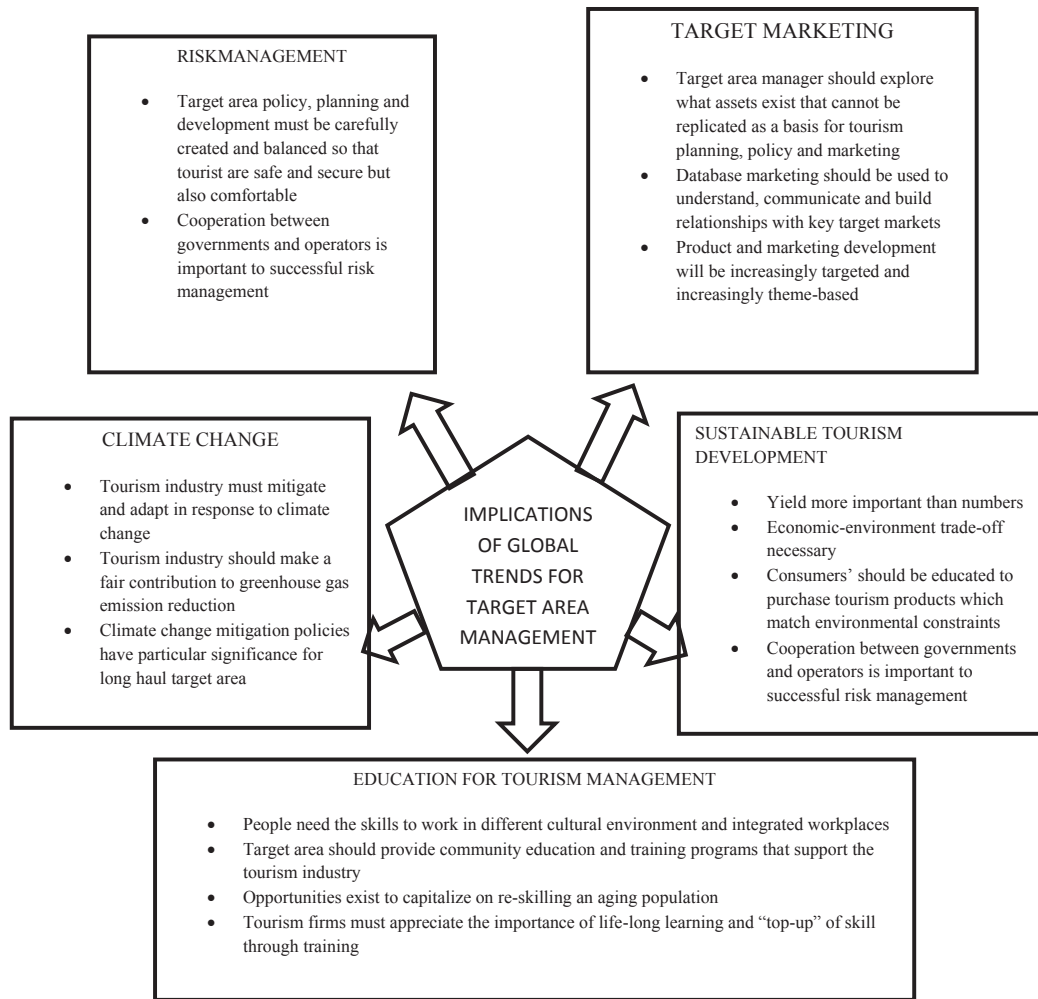 RISKMANAGEMENT
• Target area policy, planning and
development must be carefully
created and balanced so that
tourist are safe and secure but
also comfortable
• Cooperation between
governments and operators is
important to successful risk
management
TARGET MARKETING
• Target area manager should explore
what assets exist that cannot be
replicated as a basis for tourism
planning, policy and marketing
• Database marketing should be used to
understand, communicate and build
relationships with key target markets
• Product and marketing development
will be increasingly targeted and
increasingly theme-based
CLIMATE CHANGE
• Tourism industry must mitigate
and adapt in response to climate
change
• Tourism industry should make a
fair contribution to greenhouse gas
emission reduction
• Climate change mitigation policies
have particular significance for
long haul target area
IMPLICATIONS
OF GLOBAL
TRENDS FOR
TARGET AREA
MANAGEMENT
SUSTAINABLE TOURISM
DEVELOPMENT
• Yield more important than numbers
• Economic-environment trade-off
necessary
• Consumers’ should be educated to
purchase tourism products which
match environmental constraints
• Cooperation between governments
and operators is important to
successful risk management
EDUCATION FOR TOURISM MANAGEMENT
• People need the skills to work in different cultural environment and integrated workplaces
• Target area should provide community education and training programs that support the
tourism industry
• Opportunities exist to capitalize on re-skilling an aging population
• Tourism firms must appreciate the importance of life-long learning and “top-up” of skill
through training